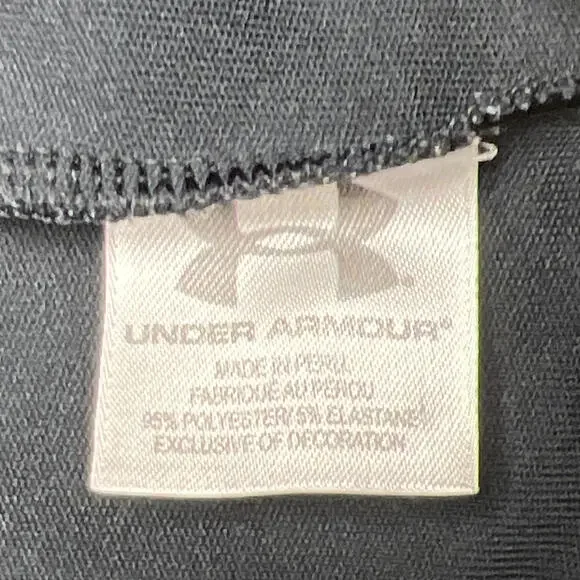 UNDER ARMOUR®
MADE IN PERU
FABRIQUÉ AU PÉROU
95% POLYESTER/ 5% ELASTANE
EXCLUSIVE OF DECORATION